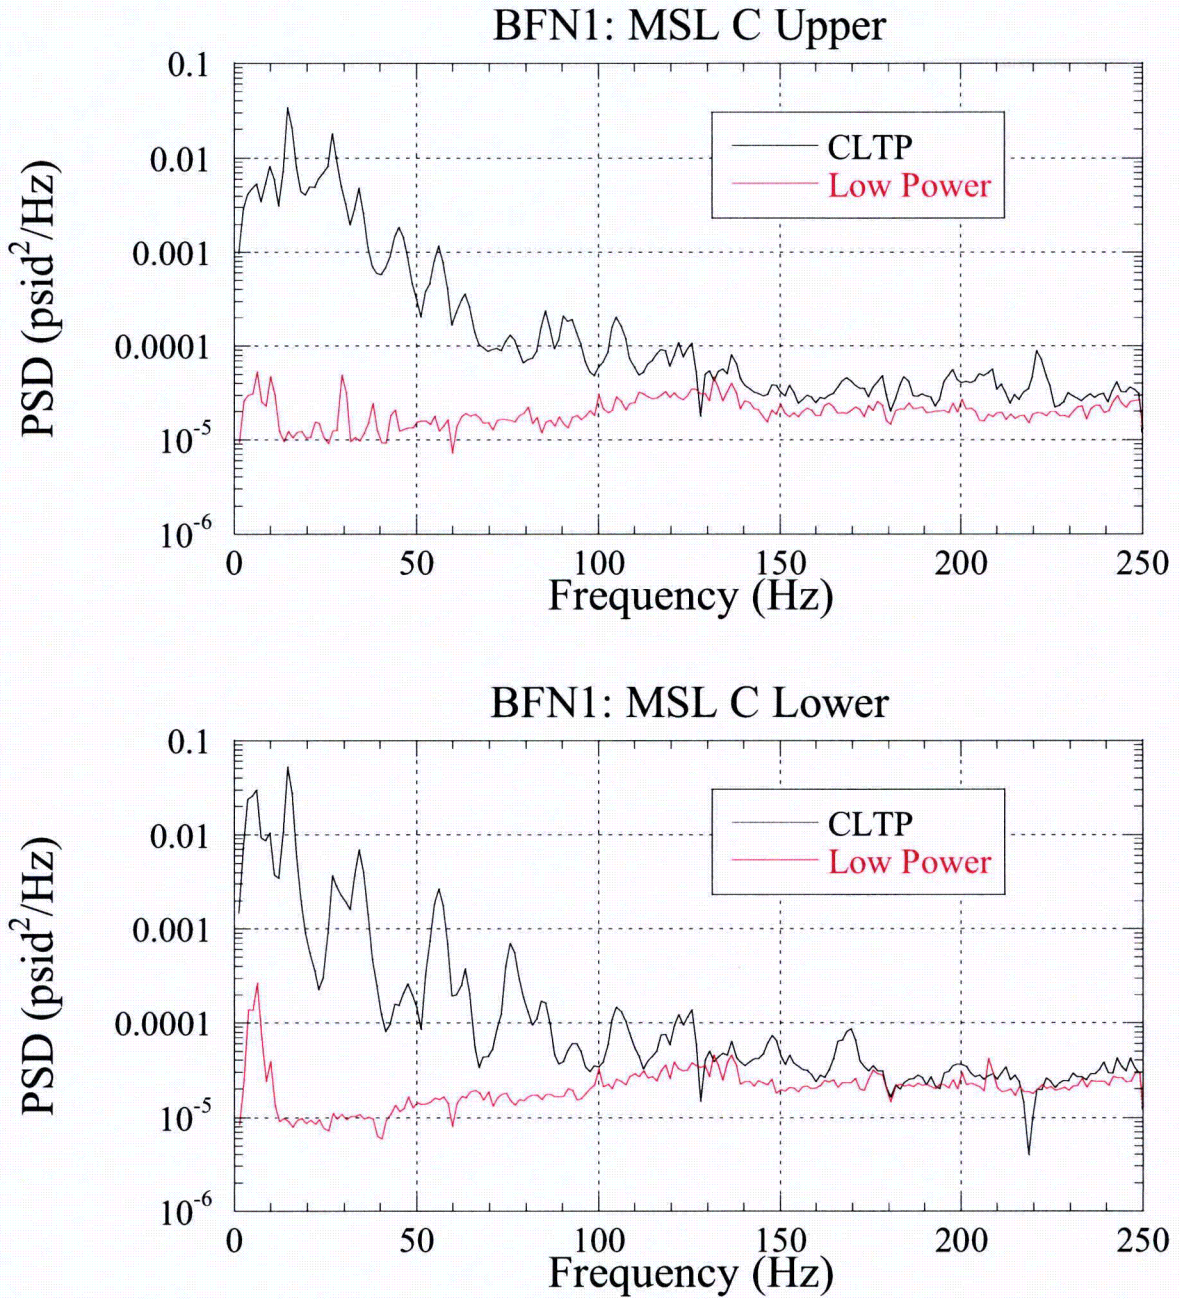 BFN1: MSL C Upper
PSD (psid²/Hz)
0.1
0.01
0.001
0.0001
10⁻⁵
10⁻⁶
CLTP
Low Power
0 50 100 150 200 250
Frequency (Hz)
BFN1: MSL C Lower
PSD (psid²/Hz)
0.1
0.01
0.001
0.0001
10⁻⁵
10⁻⁶
CLTP
Low Power
0 50 100 150 200 250
Frequency (Hz)